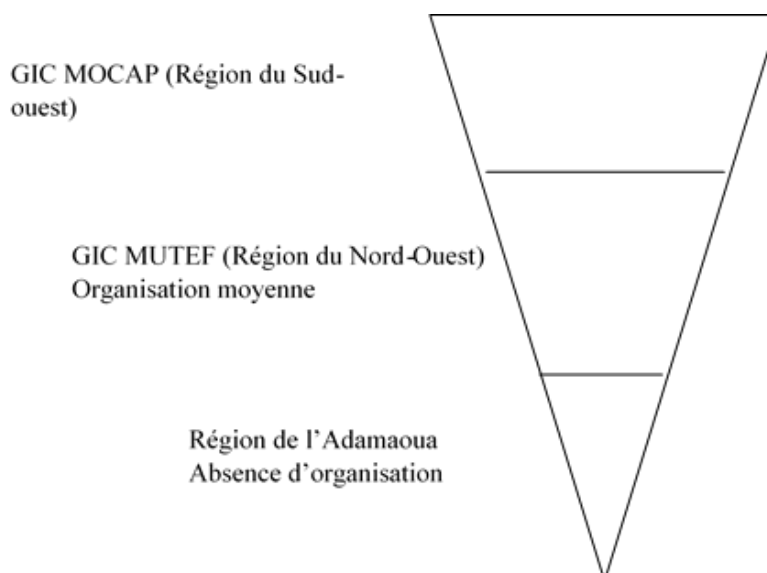 GIC MOCAP (Région du Sud-
ouest)
GIC MUTEF (Région du Nord-Ouest)
Organisation moyenne
Région de l’Adamaoua
Absence d’organisation